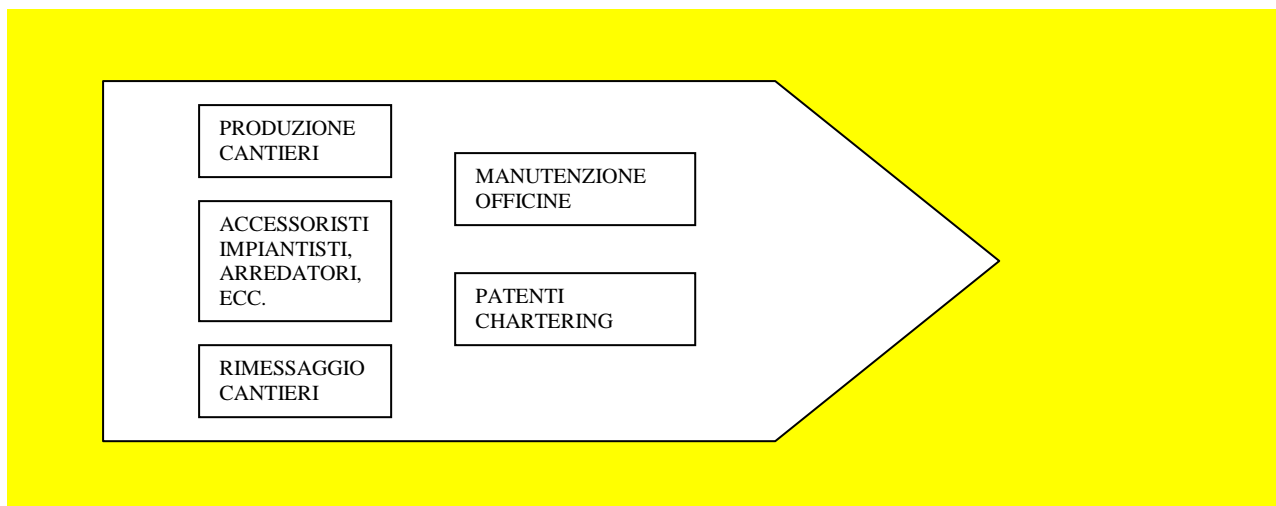 PRODUZIONE
CANTIERI
ACCESSORISTI
IMPIANTISTI,
ARREDATORI,
ECC.
RIMESSAGGIO
CANTIERI
MANUTENZIONE
OFFICINE
PATENTI
CHARTERING